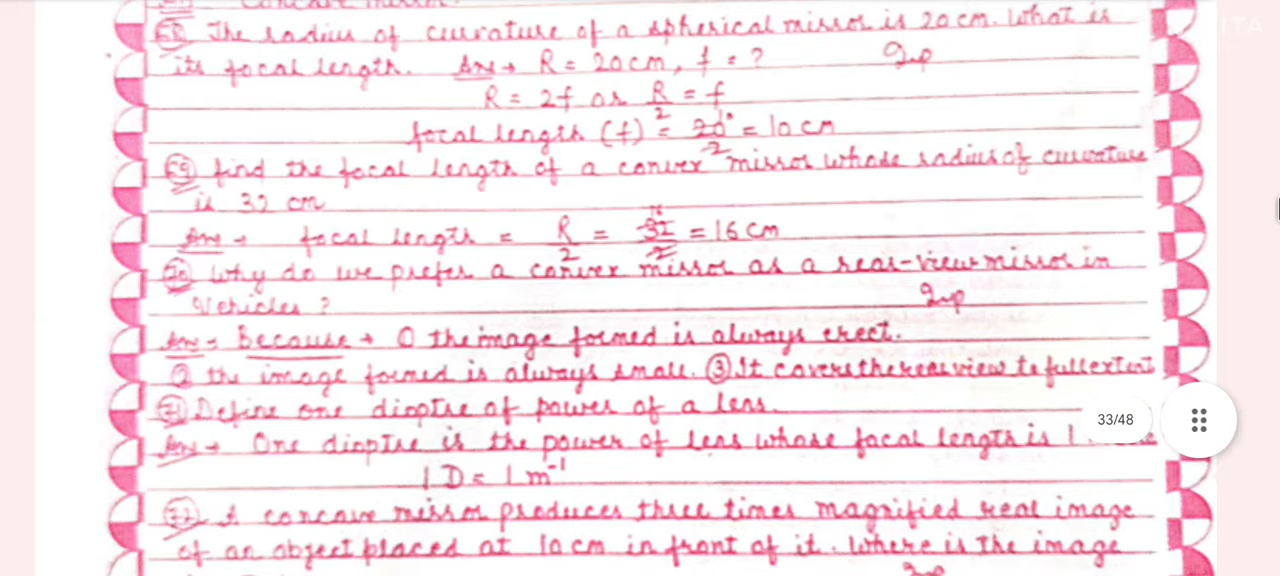 Concave mirror.
68 The radius of curvature of a spherical mirror is 20 cm. What is
its focal length. Ans → R = 20cm, f = ? Imp
R = 2f or R/2 = f
focal length (f) = 20/2 = 10 cm
69 find the focal length of a convex mirror whose radius of curvature
is 32 cm
Ans → focal length = R/2 = 32/2 = 16 cm
70 Why do we prefer a convex mirror as a rear-view mirror in
Vehicles ? Imp
Ans → Because → ① the image formed is always erect.
② the image formed is always small. ③ It covers the rear view to full extent
71 Define one dioptre of power of a lens.
33/48
Ans → One dioptre is the power of lens whose focal length is 1
1 D = 1 m⁻¹
72 A concave mirror produces three times magnified real image
of an object placed at 10 cm in front of it. Where is the image
Imp